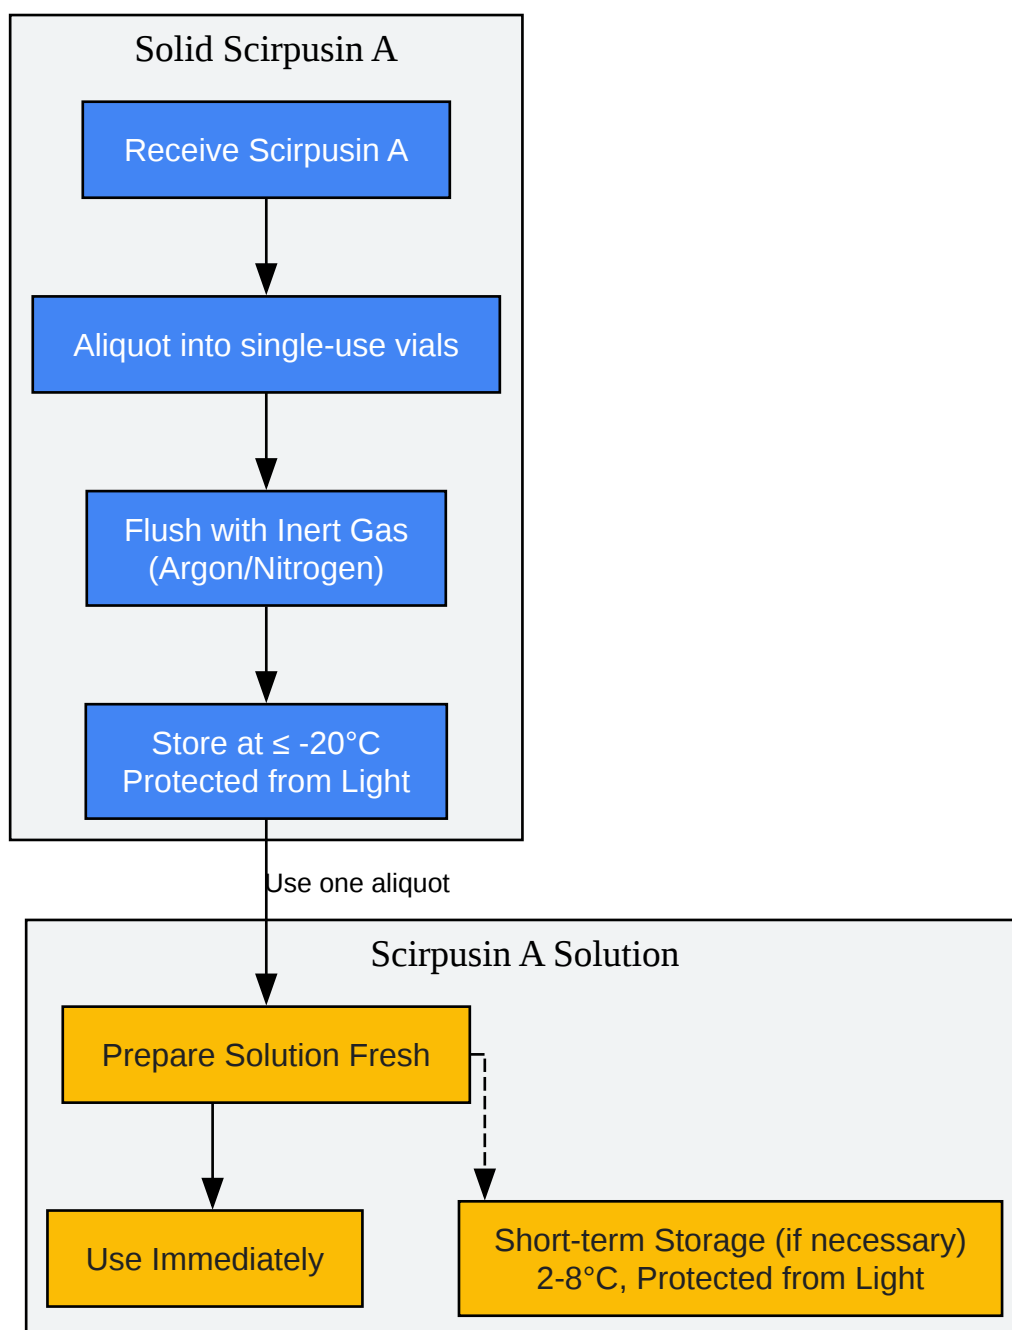 Solid Scirpusin A
Receive Scirpusin A
Aliquot into single-use vials
Flush with Inert Gas
(Argon/Nitrogen)
Store at ≤ -20°C
Protected from Light
Use one aliquot
Scirpusin A Solution
Prepare Solution Fresh
Use Immediately
Short-term Storage (if necessary)
2-8°C, Protected from Light